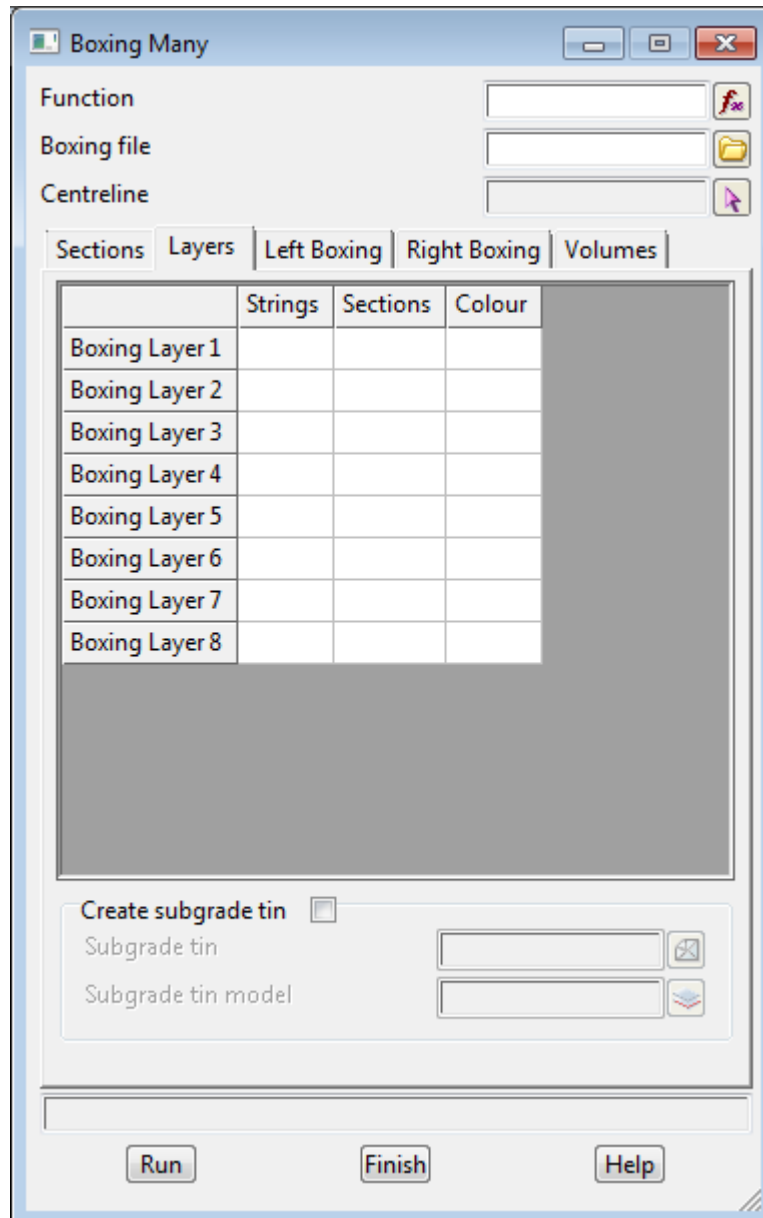 Boxing Many
Function
Boxing file
Centreline
Sections Layers Left Boxing Right Boxing Volumes
Strings Sections Colour
Boxing Layer 1
Boxing Layer 2
Boxing Layer 3
Boxing Layer 4
Boxing Layer 5
Boxing Layer 6
Boxing Layer 7
Boxing Layer 8
Create subgrade tin
Subgrade tin
Subgrade tin model
Run Finish Help